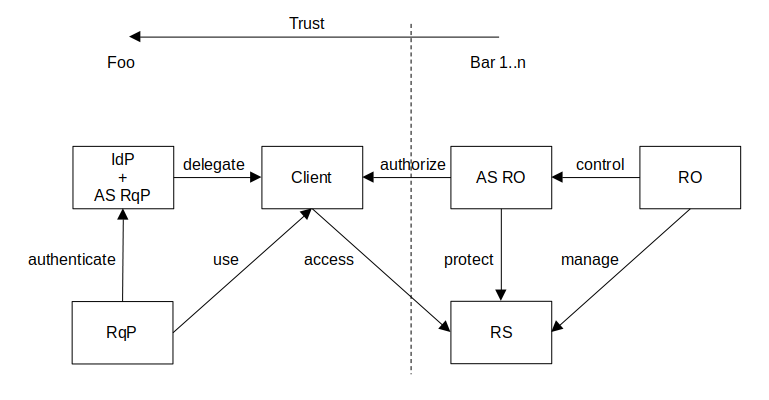 Trust
Foo
Bar 1..n
IdP
+
AS RqP
delegate
Client
authorize
AS RO
control
RO
authenticate
use
access
protect
manage
RqP
RS